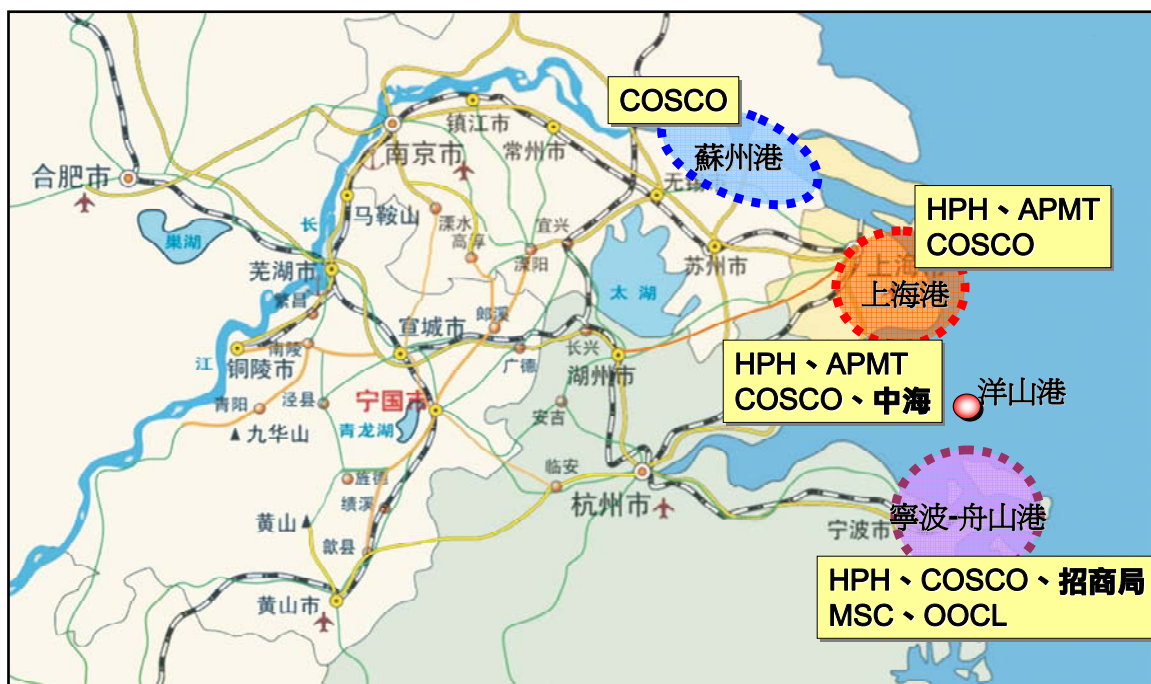 COSCO
镇江市
南京市
常州市
蘇州港
合肥市
无锡市
马鞍山
长
溧水
高淳
宜兴
溧阳
HPH、APMT
COSCO
巢湖
芜湖市
苏州市
上海港
太湖
繁昌
郎溪
宣城市
南陵
铜陵市
江
广德
长兴
湖州市
HPH、APMT
COSCO、中海
洋山港
宁国市
泾县
青阳
安吉
九华山
青龙湖
临安
旌德
绩溪
杭州市
黄山
宁波市
寧波-舟山港
歙县
HPH、COSCO、招商局
MSC、OOCL
黄山市